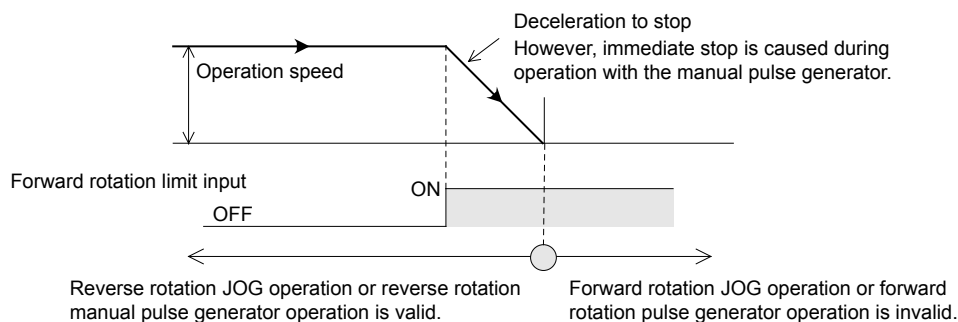 Deceleration to stop
However, immediate stop is caused during
operation with the manual pulse generator.
Operation speed
Forward rotation limit input
ON
OFF
Reverse rotation JOG operation or reverse rotation
manual pulse generator operation is valid.
Forward rotation JOG operation or forward
rotation pulse generator operation is invalid.